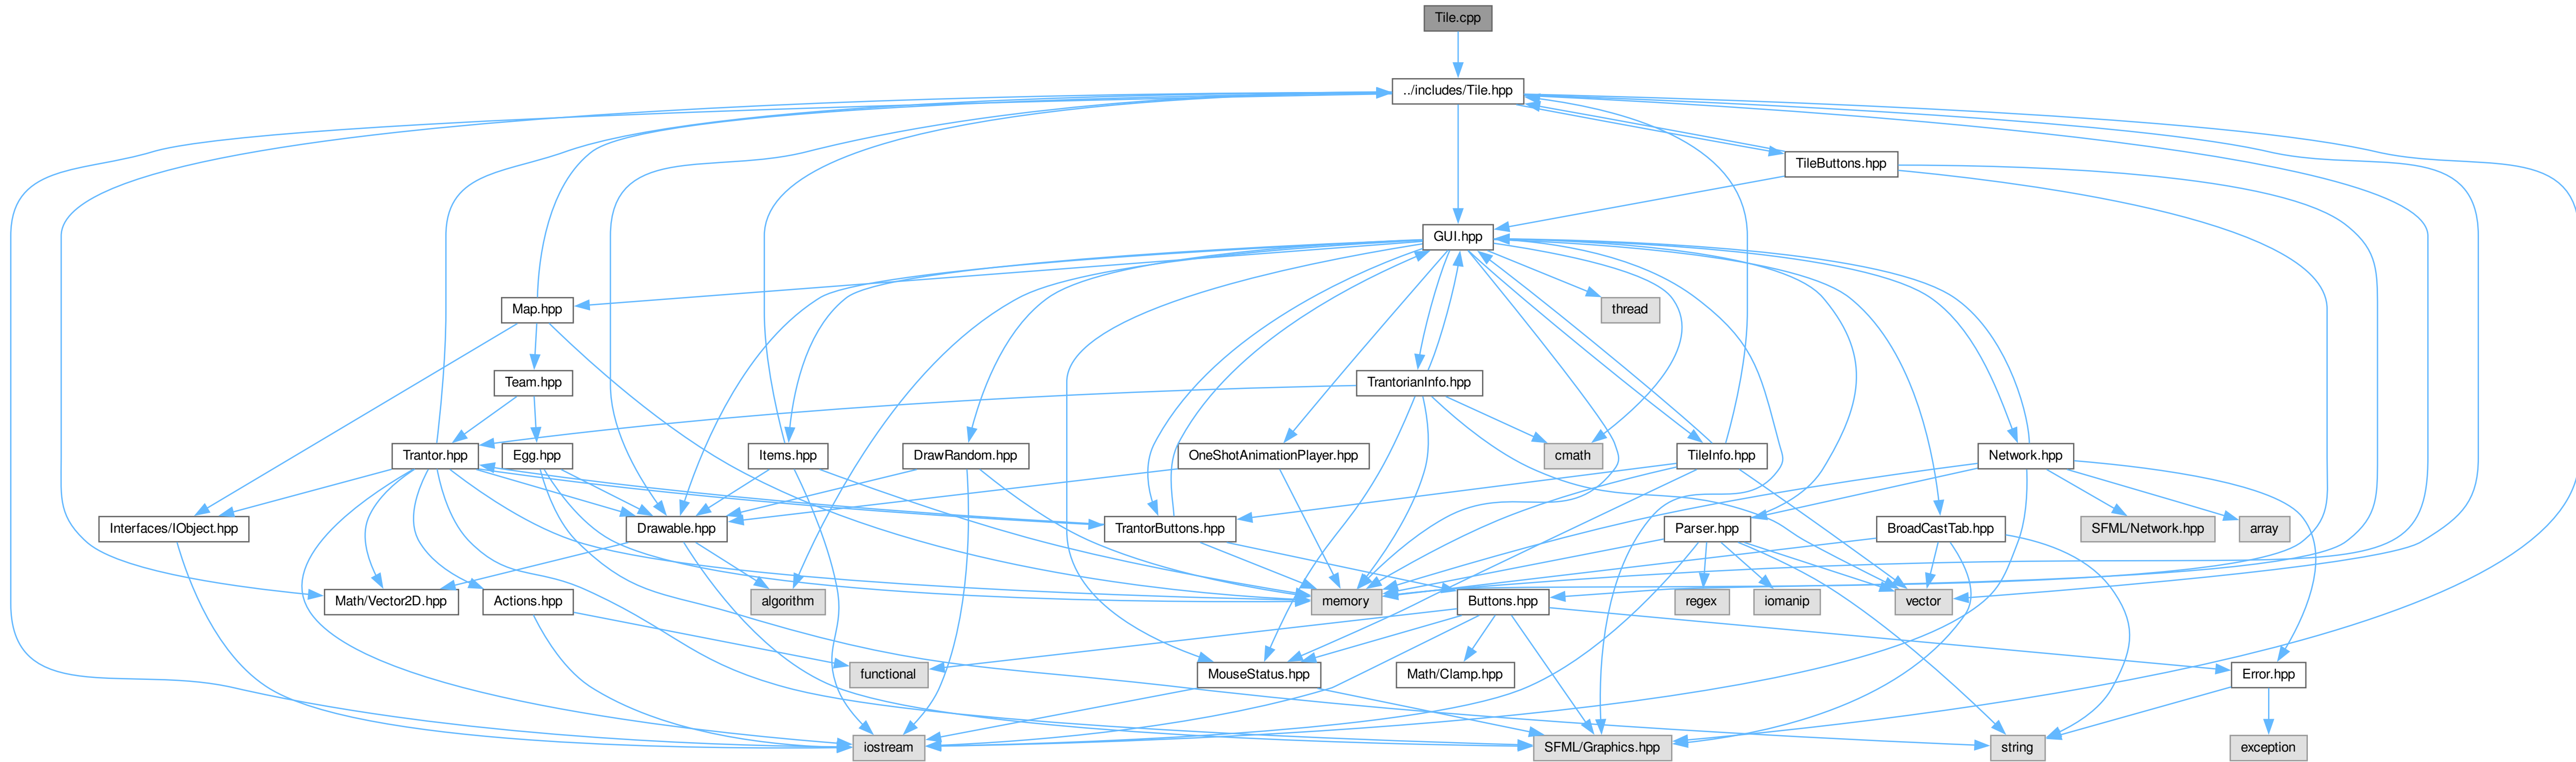 Tile.cpp
../includes/Tile.hpp
TileButtons.hpp
GUI.hpp
Map.hpp
thread
Team.hpp
TrantorianInfo.hpp
Trantor.hpp
Egg.hpp
Items.hpp
DrawRandom.hpp
OneShotAnimationPlayer.hpp
cmath
TileInfo.hpp
Network.hpp
Interfaces/IObject.hpp
Drawable.hpp
TrantorButtons.hpp
Parser.hpp
BroadCastTab.hpp
SFML/Network.hpp
array
Math/Vector2D.hpp
Actions.hpp
algorithm
memory
Buttons.hpp
regex
iomanip
vector
functional
MouseStatus.hpp
Math/Clamp.hpp
Error.hpp
iostream
SFML/Graphics.hpp
string
exception